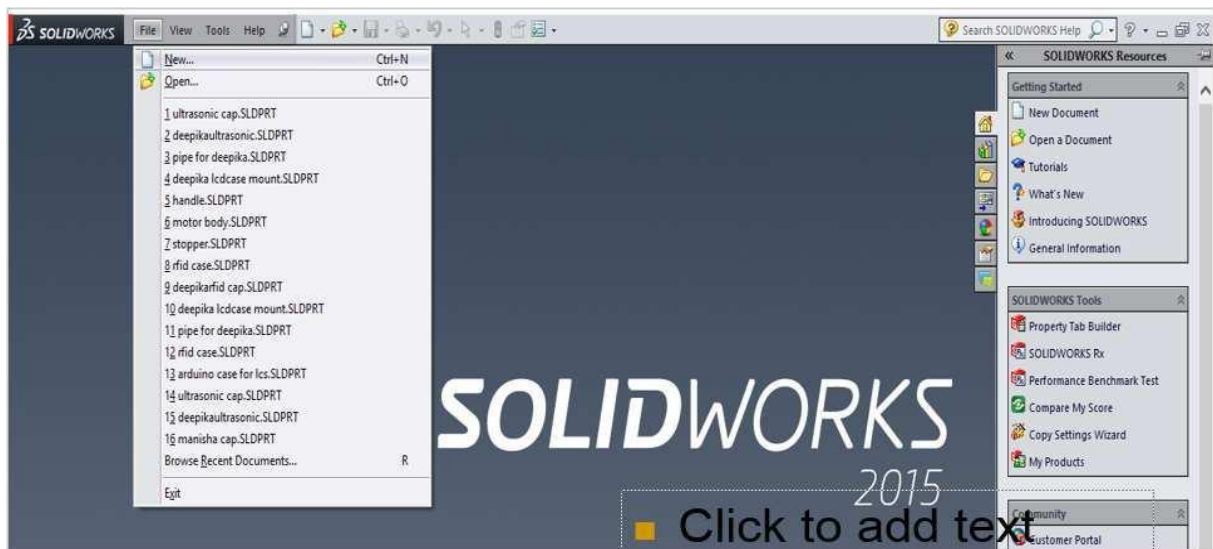 SOLIDWORKS File View Tools Help Search SOLIDWORKS Help
New... Ctrl+N
Open... Ctrl+O
1 ultrasonic cap.SLDPRT
2 deepikaultrasonic.SLDPRT
3 pipe for deepika.SLDPRT
4 deepika lcdcase mount.SLDPRT
5 handle.SLDPRT
6 motor body.SLDPRT
7 stopper.SLDPRT
8 rfid case.SLDPRT
9 deepikarfid cap.SLDPRT
10 deepika lcdcase mount.SLDPRT
11 pipe for deepika.SLDPRT
12 rfid case.SLDPRT
13 arduino case for lcs.SLDPRT
14 ultrasonic cap.SLDPRT
15 deepikaultrasonic.SLDPRT
16 manisha cap.SLDPRT
Browse Recent Documents... R
Exit
SOLIDWORKS
2015
Click to add text
SOLIDWORKS Resources
Getting Started
New Document
Open a Document
Tutorials
What's New
Introducing SOLIDWORKS
General Information
SOLIDWORKS Tools
Property Tab Builder
SOLIDWORKS Rx
Performance Benchmark Test
Compare My Score
Copy Settings Wizard
My Products
Community
Customer Portal